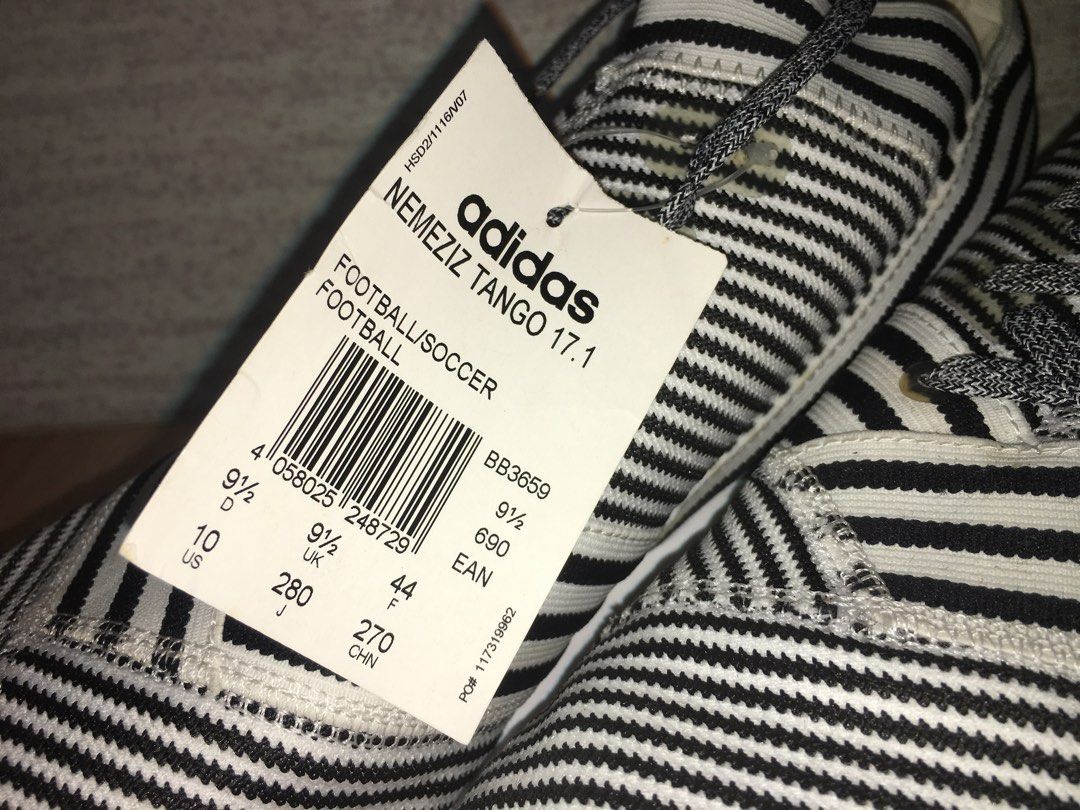 HSD2/1116/V07
adidas
NEMEZIZ TANGO 17.1
FOOTBALL/SOCCER
FOOTBALL
4 058025 248729
BB3659
9½
690
EAN
9½ 9½ 44
D UK F
10 280 270
US J CHN
PO# 117319962